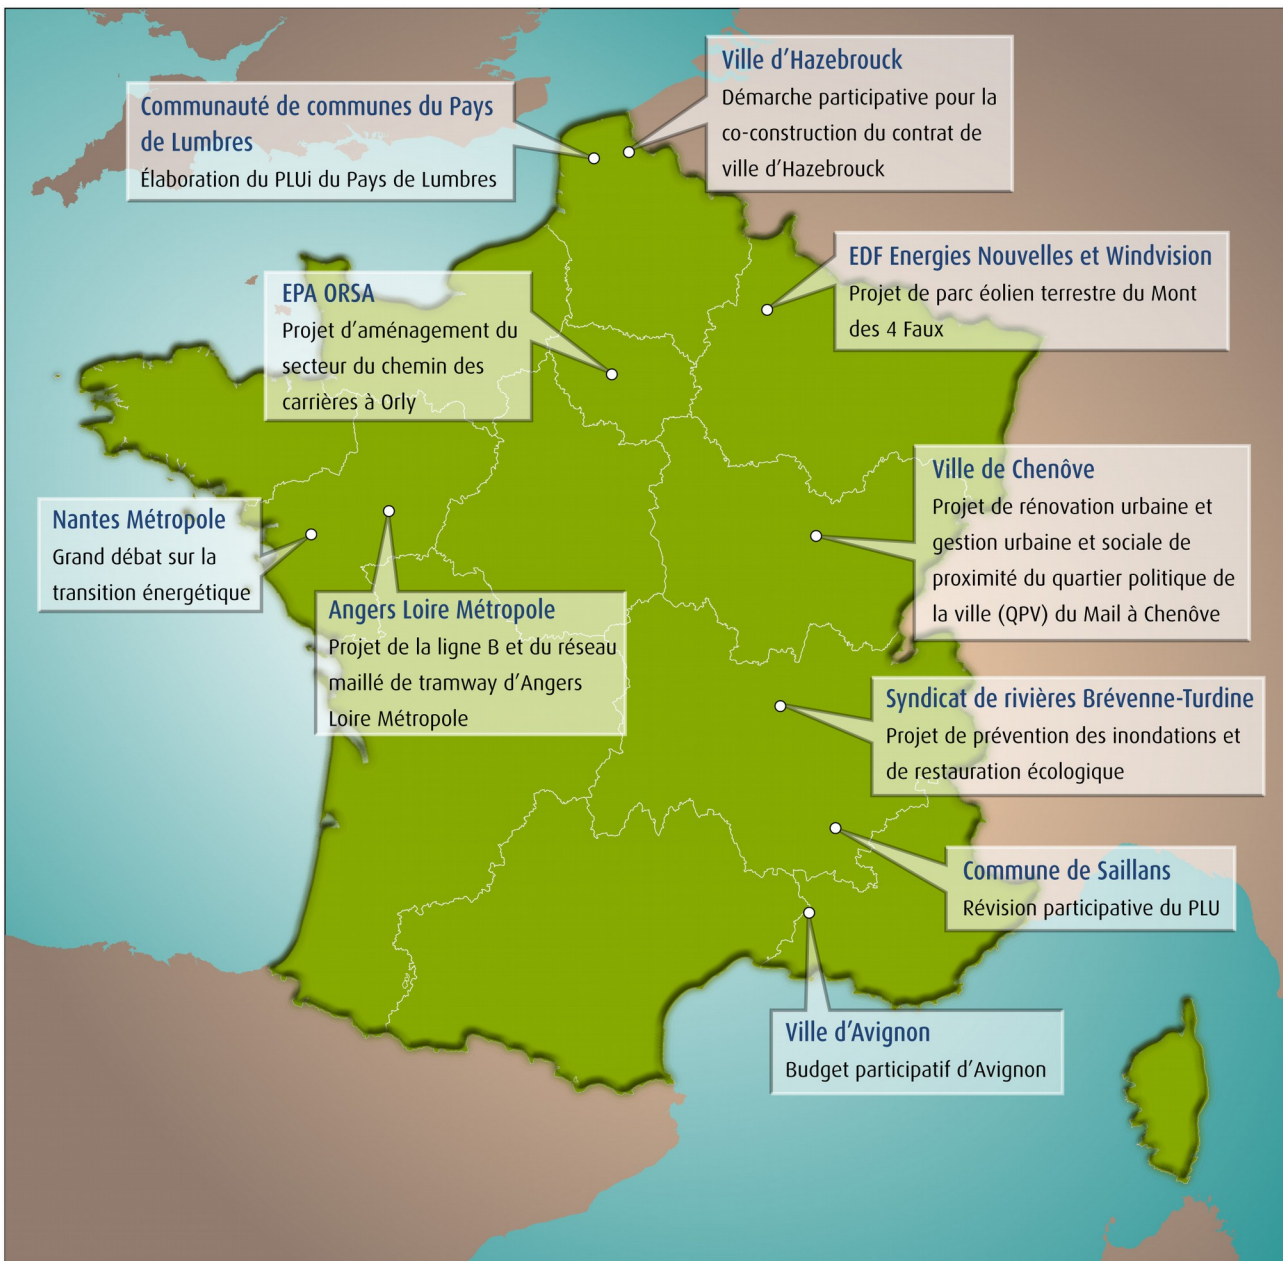 Ville d’Hazebrouck
Démarche participative pour la
co-construction du contrat de
ville d’Hazebrouck
Communauté de communes du Pays
de Lumbres
Élaboration du PLUi du Pays de Lumbres
EDF Energies Nouvelles et Windvision
Projet de parc éolien terrestre du Mont
des 4 Faux
EPA ORSA
Projet d’aménagement du
secteur du chemin des
carrières à Orly
Ville de Chenôve
Projet de rénovation urbaine et
gestion urbaine et sociale de
proximité du quartier politique de
la ville (QPV) du Mail à Chenôve
Nantes Métropole
Grand débat sur la
transition énergétique
Angers Loire Métropole
Projet de la ligne B et du réseau
maillé de tramway d’Angers
Loire Métropole
Syndicat de rivières Brévenne-Turdine
Projet de prévention des inondations et
de restauration écologique
Commune de Saillans
Révision participative du PLU
Ville d’Avignon
Budget participatif d’Avignon